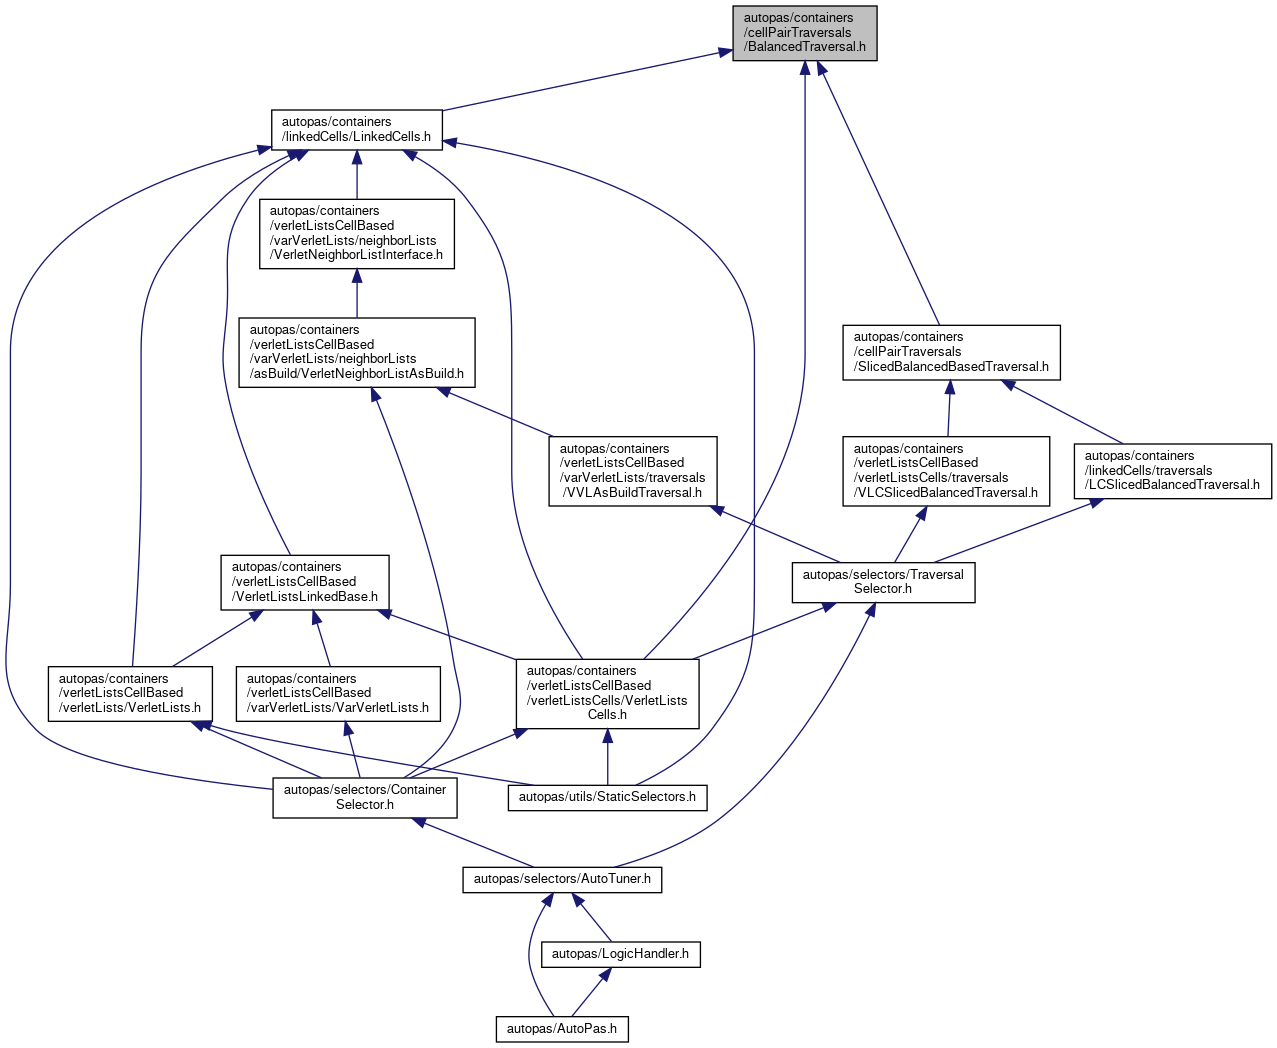 autopas/containers
/cellPairTraversals
/BalancedTraversal.h
autopas/containers
/linkedCells/LinkedCells.h
autopas/containers
/verletListsCellBased
/varVerletLists/neighborLists
/VerletNeighborListInterface.h
autopas/containers
/verletListsCellBased
/varVerletLists/neighborLists
/asBuild/VerletNeighborListAsBuild.h
autopas/containers
/cellPairTraversals
/SlicedBalancedBasedTraversal.h
autopas/containers
/verletListsCellBased
/varVerletLists/traversals
/VVLAsBuildTraversal.h
autopas/containers
/verletListsCellBased
/verletListsCells/traversals
/VLCSlicedBalancedTraversal.h
autopas/containers
/linkedCells/traversals
/LCSlicedBalancedTraversal.h
autopas/containers
/verletListsCellBased
/VerletListsLinkedBase.h
autopas/selectors/Traversal
Selector.h
autopas/containers
/verletListsCellBased
/verletLists/VerletLists.h
autopas/containers
/verletListsCellBased
/varVerletLists/VarVerletLists.h
autopas/containers
/verletListsCellBased
/verletListsCells/VerletLists
Cells.h
autopas/selectors/Container
Selector.h
autopas/utils/StaticSelectors.h
autopas/selectors/AutoTuner.h
autopas/LogicHandler.h
autopas/AutoPas.h